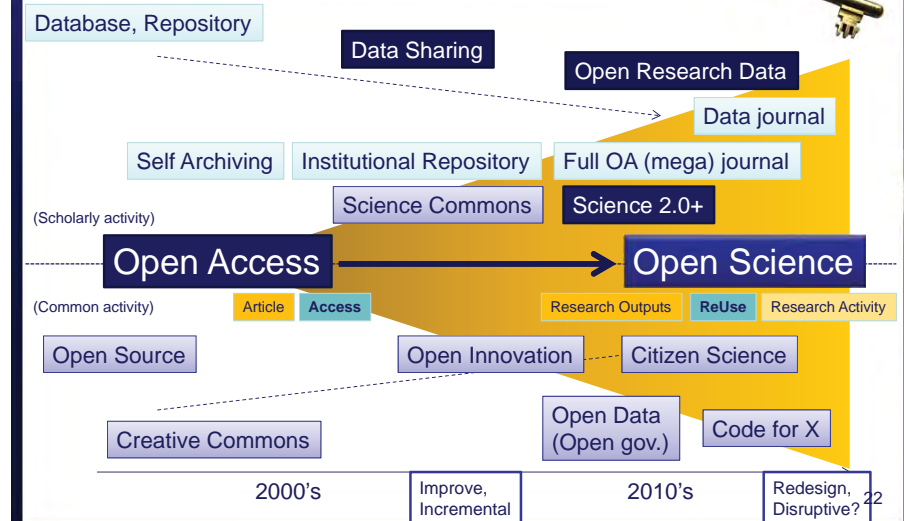 Database, Repository
Data Sharing
Open Research Data
Data journal
Self Archiving
Institutional Repository
Full OA (mega) journal
Science Commons
Science 2.0+
(Scholarly activity)
Open Access
Open Science
(Common activity)
Article
Access
Research Outputs
ReUse
Research Activity
Open Source
Open Innovation
Citizen Science
Creative Commons
Open Data
(Open gov.)
Code for X
2000's
Improve,
Incremental
2010's
Redesign,
Disruptive?
22